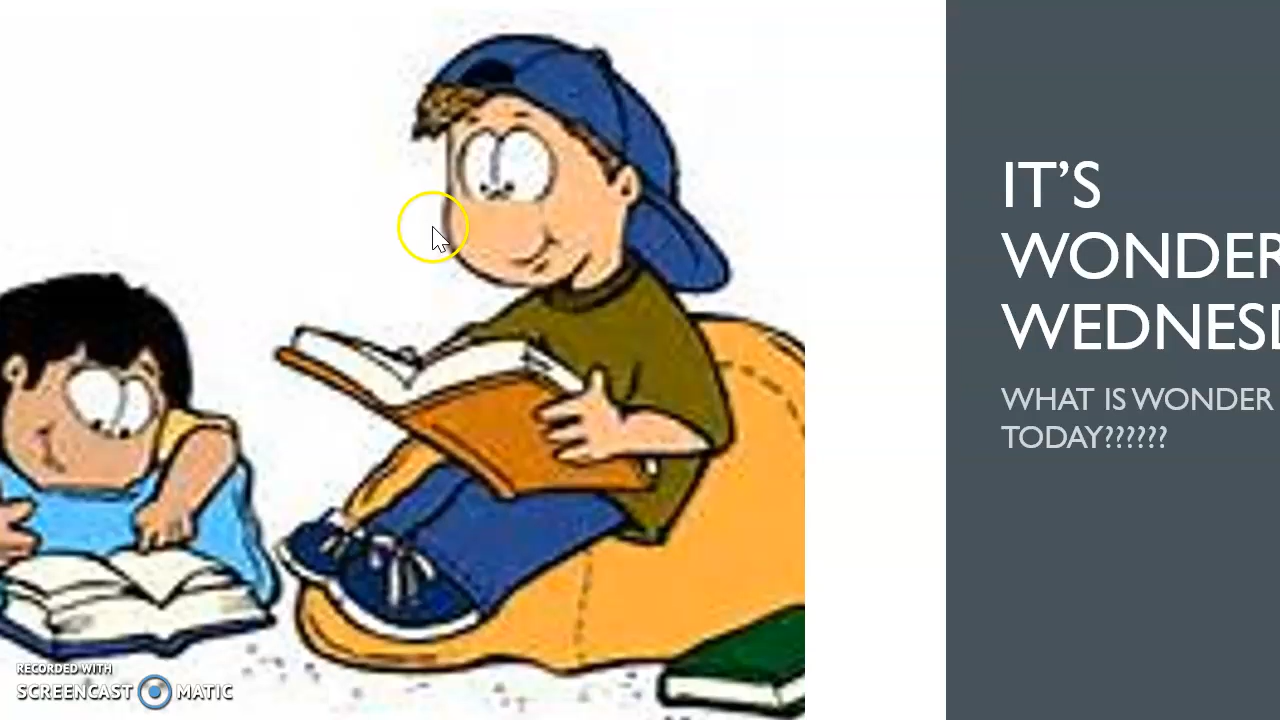 IT'S
WONDER
WEDNES
WHAT IS WONDER
TODAY??????
RECORDED WITH
SCREENCAST MATIC